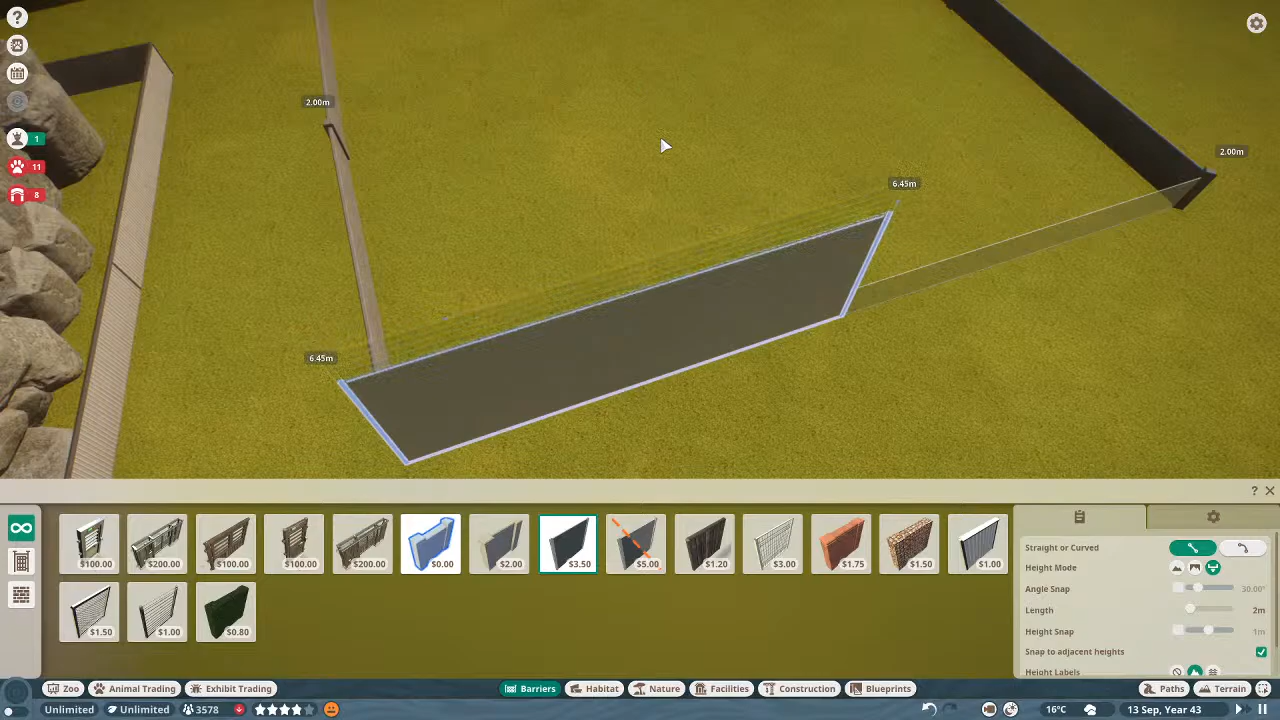 ?
2.00m
1
2.00m
11
6.45m
8
6.45m
?
$100.00 $200.00 $100.00 $100.00 $200.00 $0.00 $2.00 $3.50 $5.00 $1.20 $3.00 $1.75 $1.50 $1.00
$1.50 $1.00 $0.80
Straight or Curved
Height Mode
Angle Snap 30.00°
Length 2m
Height Snap 1m
Snap to adjacent heights
Height Labels
Zoo Animal Trading Exhibit Trading Barriers Habitat Nature Facilities Construction Blueprints Paths Terrain
Unlimited Unlimited 3578 16°C 13 Sep, Year 43